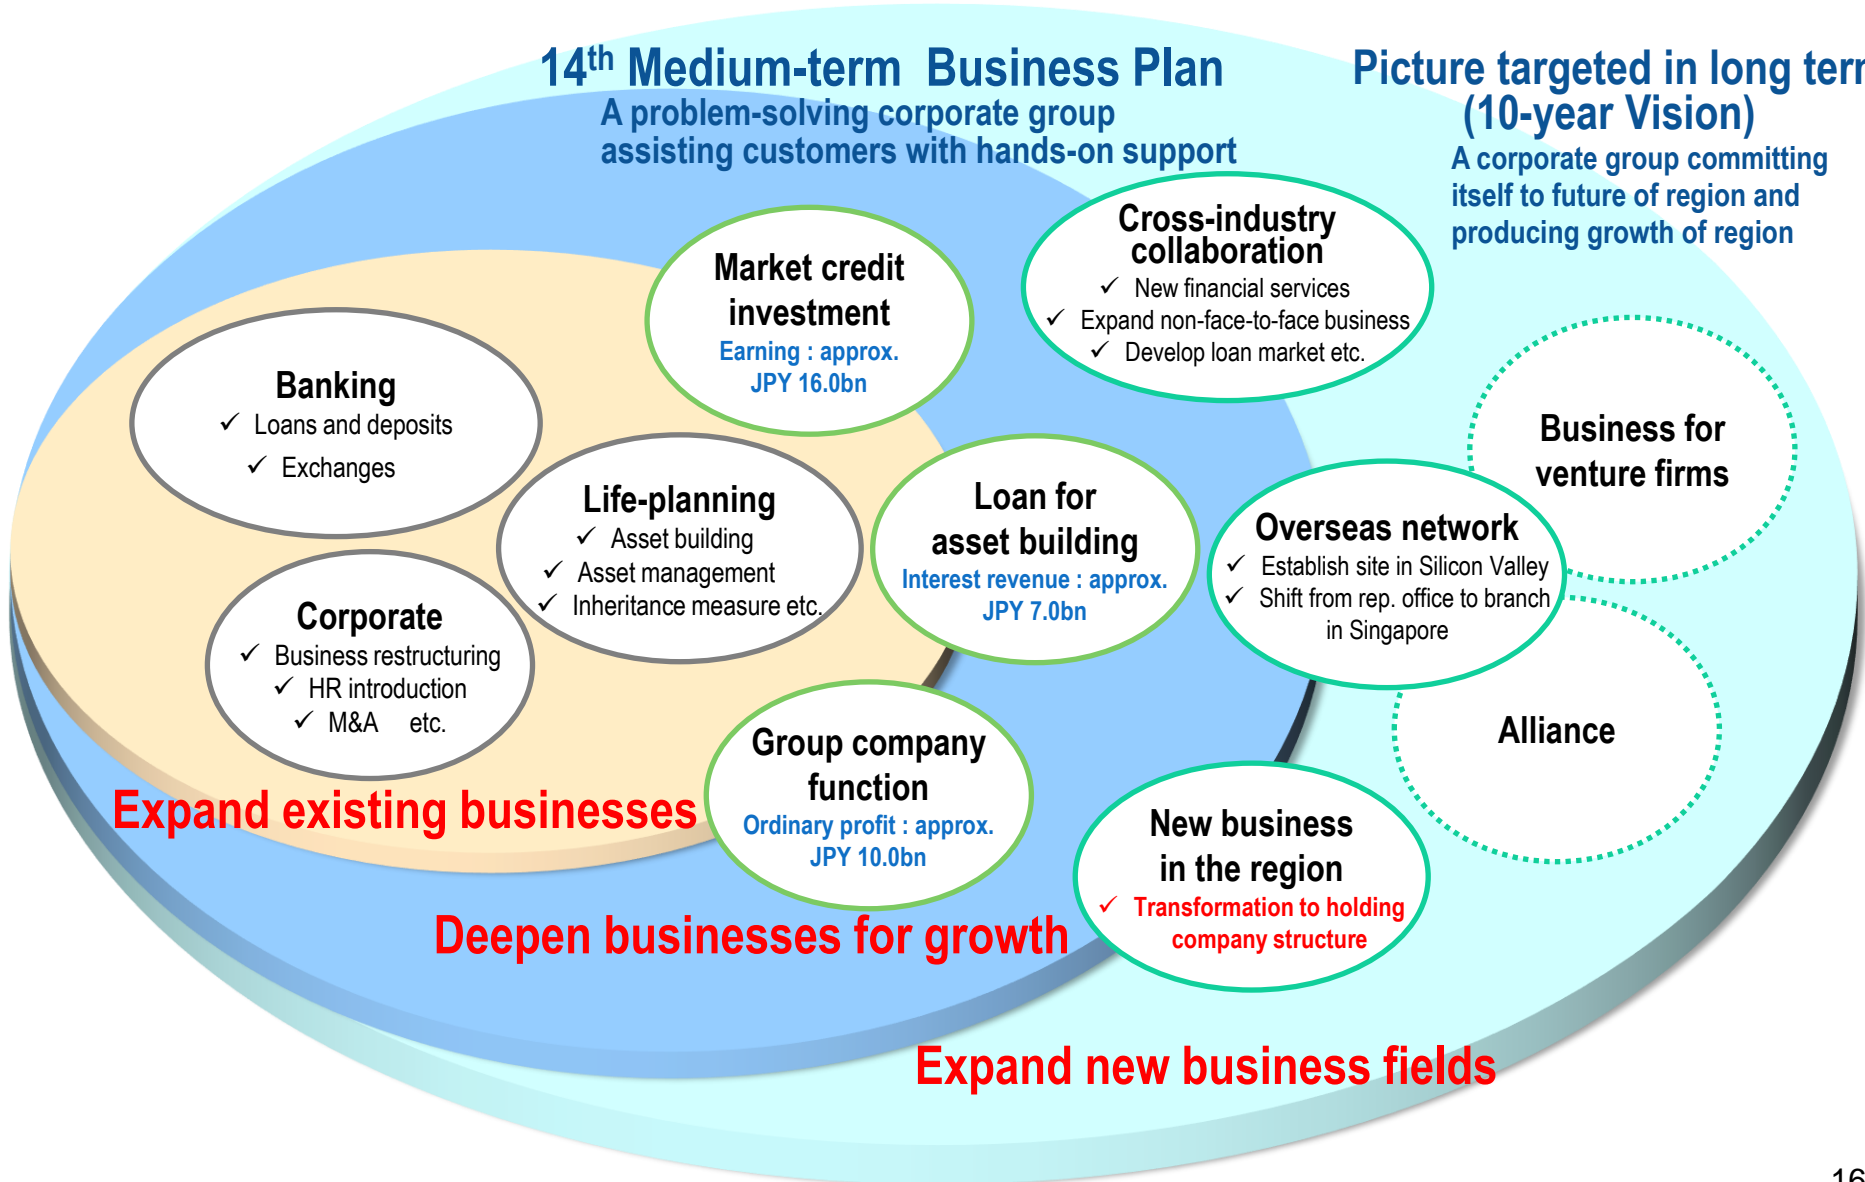 14th Medium-term Business Plan
A problem-solving corporate group
assisting customers with hands-on support
Picture targeted in long ter
(10-year Vision)
A corporate group committing
itself to future of region and
producing growth of region
Cross-industry
collaboration
✓ New financial services
✓ Expand non-face-to-face business
✓ Develop loan market etc.
Market credit
investment
Earning : approx.
JPY 16.0bn
Banking
✓ Loans and deposits
✓ Exchanges
Life-planning
✓ Asset building
✓ Asset management
✓ Inheritance measure etc.
Loan for
asset building
Interest revenue : approx.
JPY 7.0bn
Business for
venture firms
Overseas network
✓ Establish site in Silicon Valley
✓ Shift from rep. office to branch
in Singapore
Corporate
✓ Business restructuring
✓ HR introduction
✓ M&A etc.
Alliance
Group company
function
Ordinary profit : approx.
JPY 10.0bn
New business
in the region
✓ Transformation to holding
company structure
Expand existing businesses
Deepen businesses for growth
Expand new business fields
16